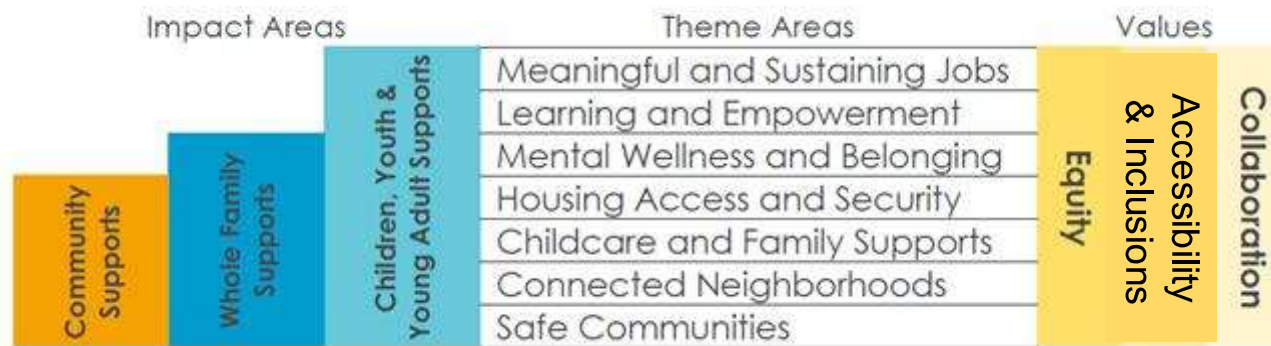 Impact Areas
Theme Areas
Values
Community
Supports
Whole Family
Supports
Children, Youth &
Young Adult Supports
Meaningful and Sustaining Jobs
Learning and Empowerment
Mental Wellness and Belonging
Housing Access and Security
Childcare and Family Supports
Connected Neighborhoods
Safe Communities
Equity
Accessibility
& Inclusions
Collaboration